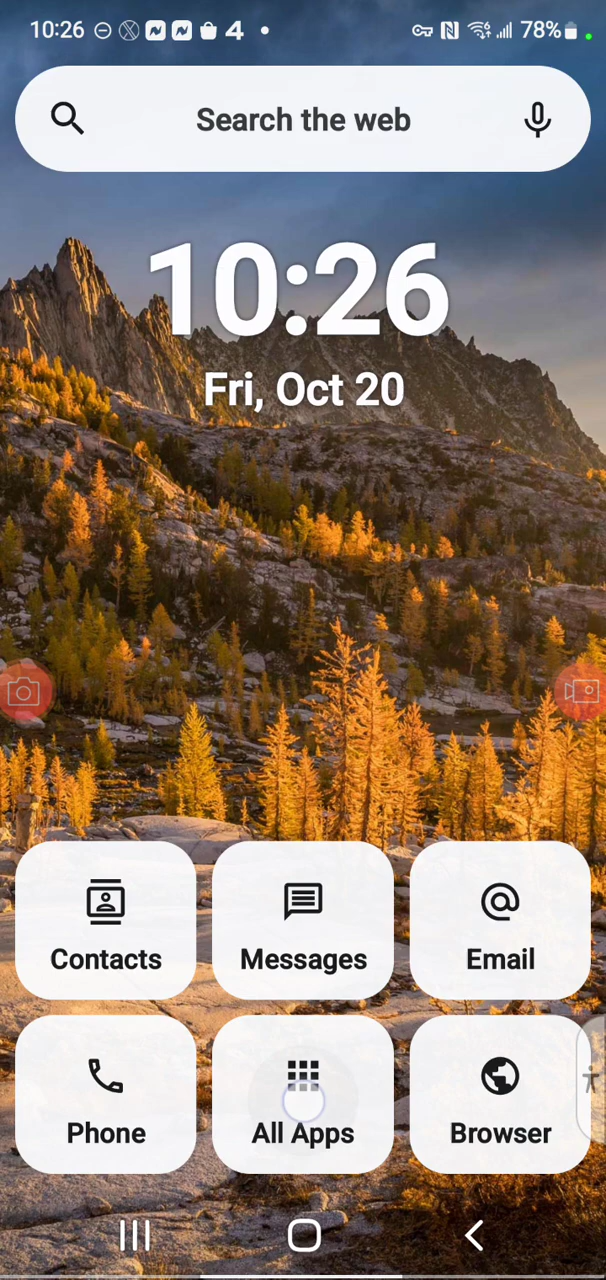 10:26 4 78%
Search the web
10:26
Fri, Oct 20
Contacts Messages Email
Phone All Apps Browser